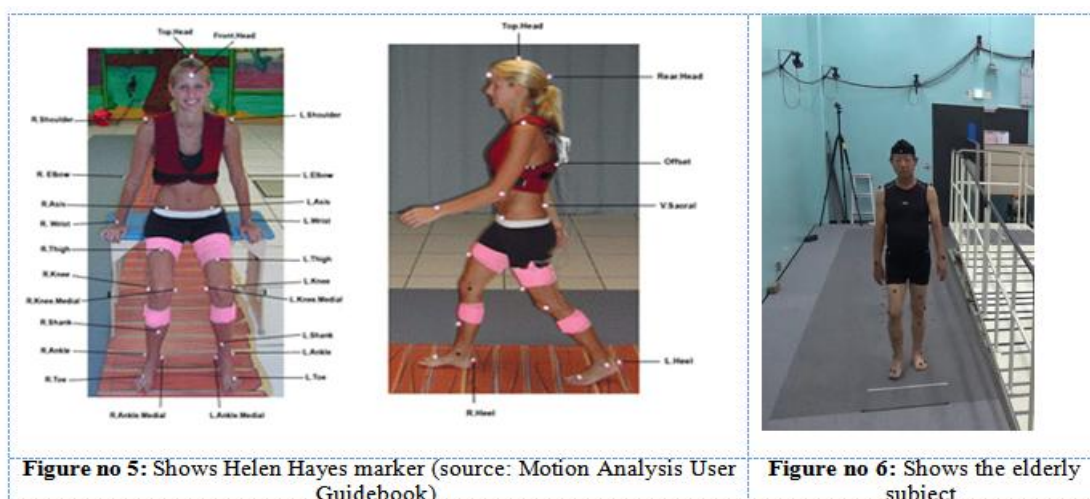 Top.Head
Front.Head
R.Shoulder
L.Shoulder
R. Elbow
L.Elbow
R.Asis
L.Asis
R. Wrist
L.Wrist
R.Thigh
L.Thigh
R.Knee
L.Knee
R.Knee.Medial
L.Knee.Medial
R.Shank
L.Shank
R.Ankle
L.Ankle
R.Toe
L.Toe
R.Ankle.Medial
L.Ankle.Medial
Top.Head
Rear.Head
Offset
V.Sacral
L.Heel
R.Heel
Figure no 5: Shows Helen Hayes marker (source: Motion Analysis User
Guidebook)
Figure no 6: Shows the elderly
subject